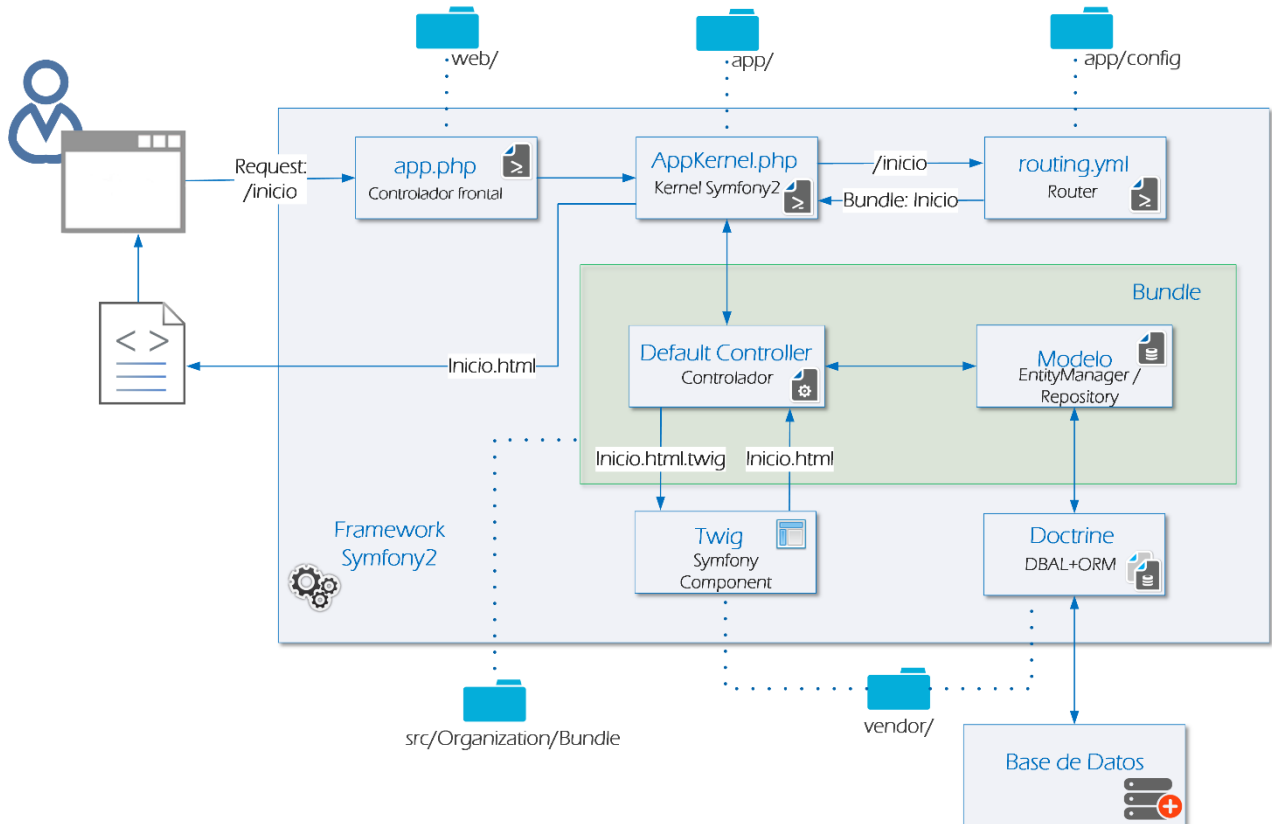 web/
app/
app/config
Request:
/inicio
app.php
Controlador frontal
AppKernel.php
Kernel Symfony2
/inicio
Bundle: Inicio
routing.yml
Router
Bundle
Default Controller
Controlador
Modelo
EntityManager /
Repository
Inicio.html
Inicio.html.twig
Inicio.html
Framework
Symfony2
Twig
Symfony
Component
Doctrine
DBAL+ORM
src/Organization/Bundle
vendor/
Base de Datos